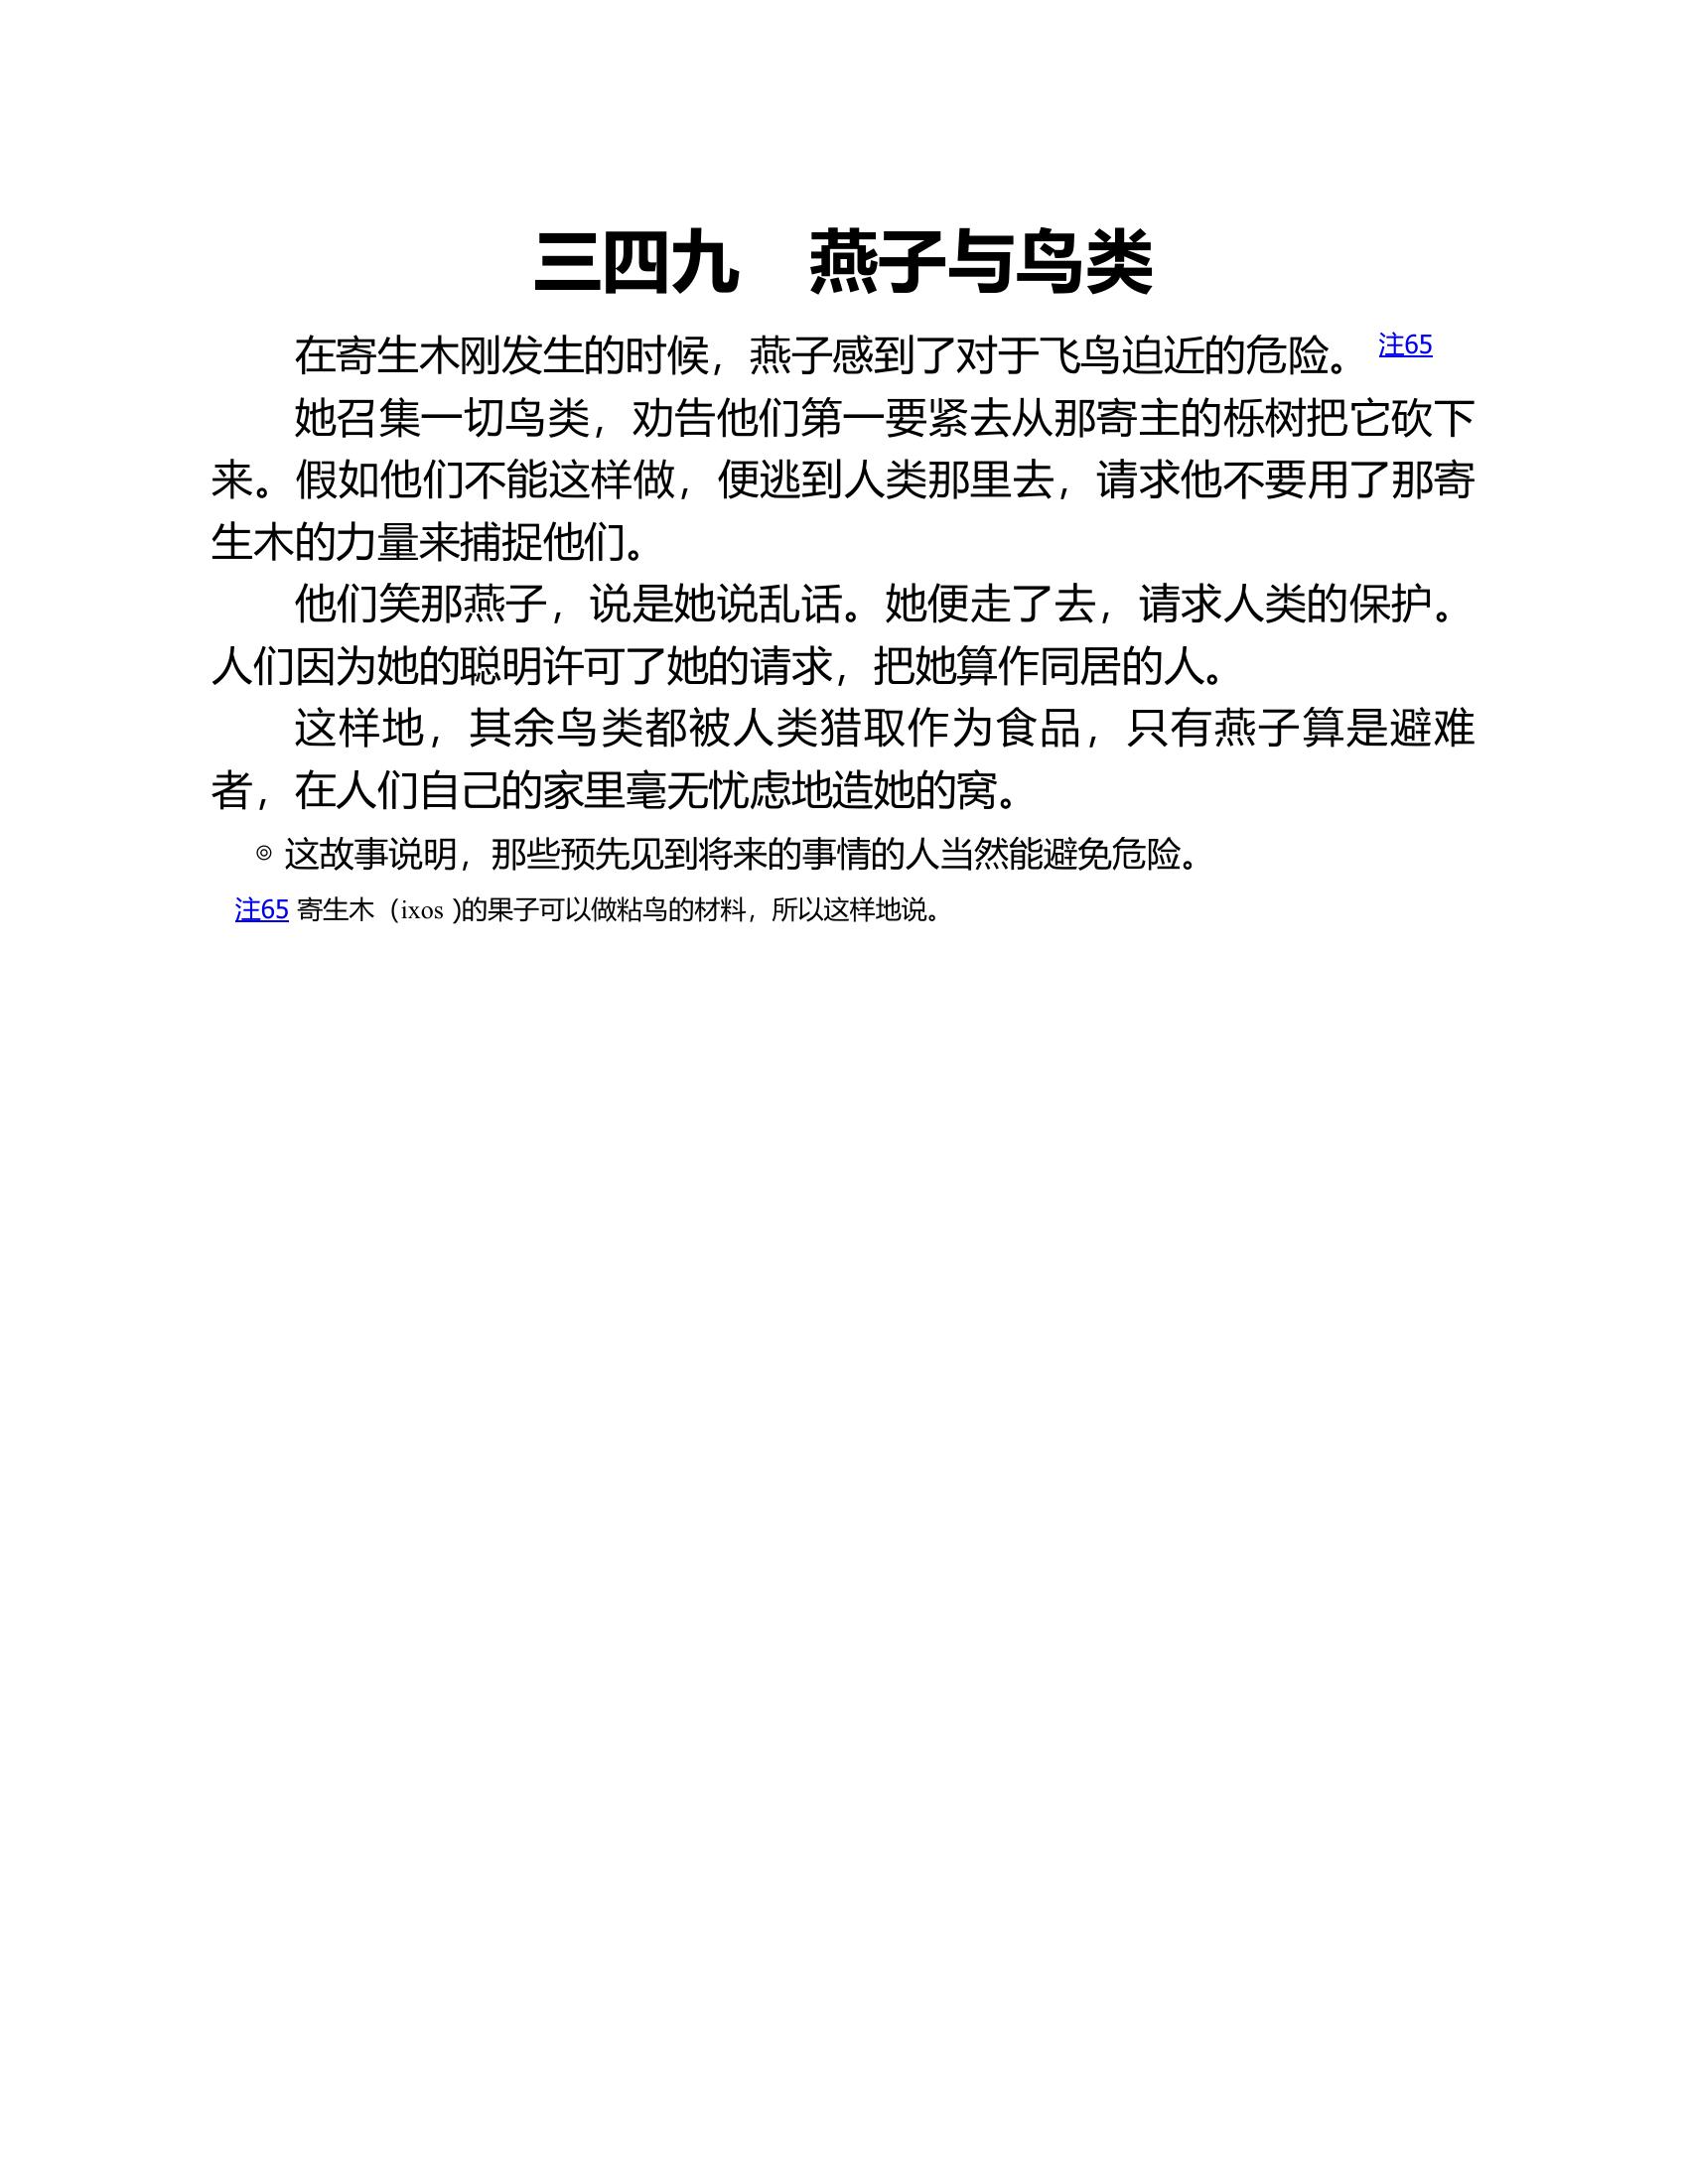 三四九　燕子与鸟类
在寄生木刚发生的时候，燕子感到了对于飞鸟迫近的危险。 注65
她召集一切鸟类，劝告他们第一要紧去从那寄主的栎树把它砍下
来。假如他们不能这样做，便逃到人类那里去，请求他不要用了那寄
生木的力量来捕捉他们。
他们笑那燕子，说是她说乱话。她便走了去，请求人类的保护。
人们因为她的聪明许可了她的请求，把她算作同居的人。
这样地，其余鸟类都被人类猎取作为食品，只有燕子算是避难
者，在人们自己的家里毫无忧虑地造她的窝。
◎ 这故事说明，那些预先见到将来的事情的人当然能避免危险。
注65 寄生木（ixos )的果子可以做粘鸟的材料，所以这样地说。